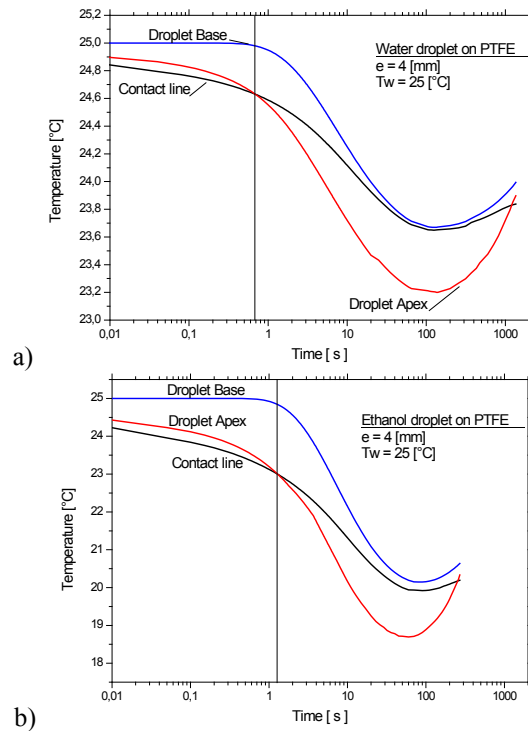 a)
Temperature [°C]
25,0
24,8
24,6
24,4
24,2
24,0
23,8
23,6
23,4
23,2
23,0
Droplet Base
Contact line
Water droplet on PTFE
e = 4 [mm]
Tw = 25 [°C]
Droplet Apex
0,01 0,1 1 10 100 1000
Time [ s ]
b)
Temperature [°C]
25
24
23
22
21
20
19
18
Droplet Base
Droplet Apex
Contact line
Ethanol droplet on PTFE
e = 4 [mm]
Tw = 25 [°C]
0,01 0,1 1 10 100 1000
Time [ s ]